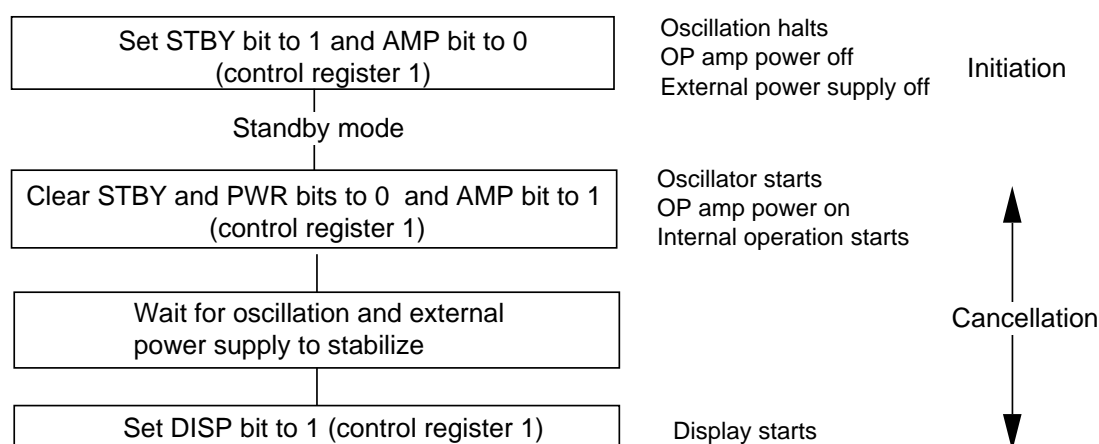 Set STBY bit to 1 and AMP bit to 0
(control register 1)
Oscillation halts
OP amp power off
External power supply off
Initiation
Standby mode
Clear STBY and PWR bits to 0 and AMP bit to 1
(control register 1)
Oscillator starts
OP amp power on
Internal operation starts
Wait for oscillation and external
power supply to stabilize
Cancellation
Set DISP bit to 1 (control register 1)
Display starts